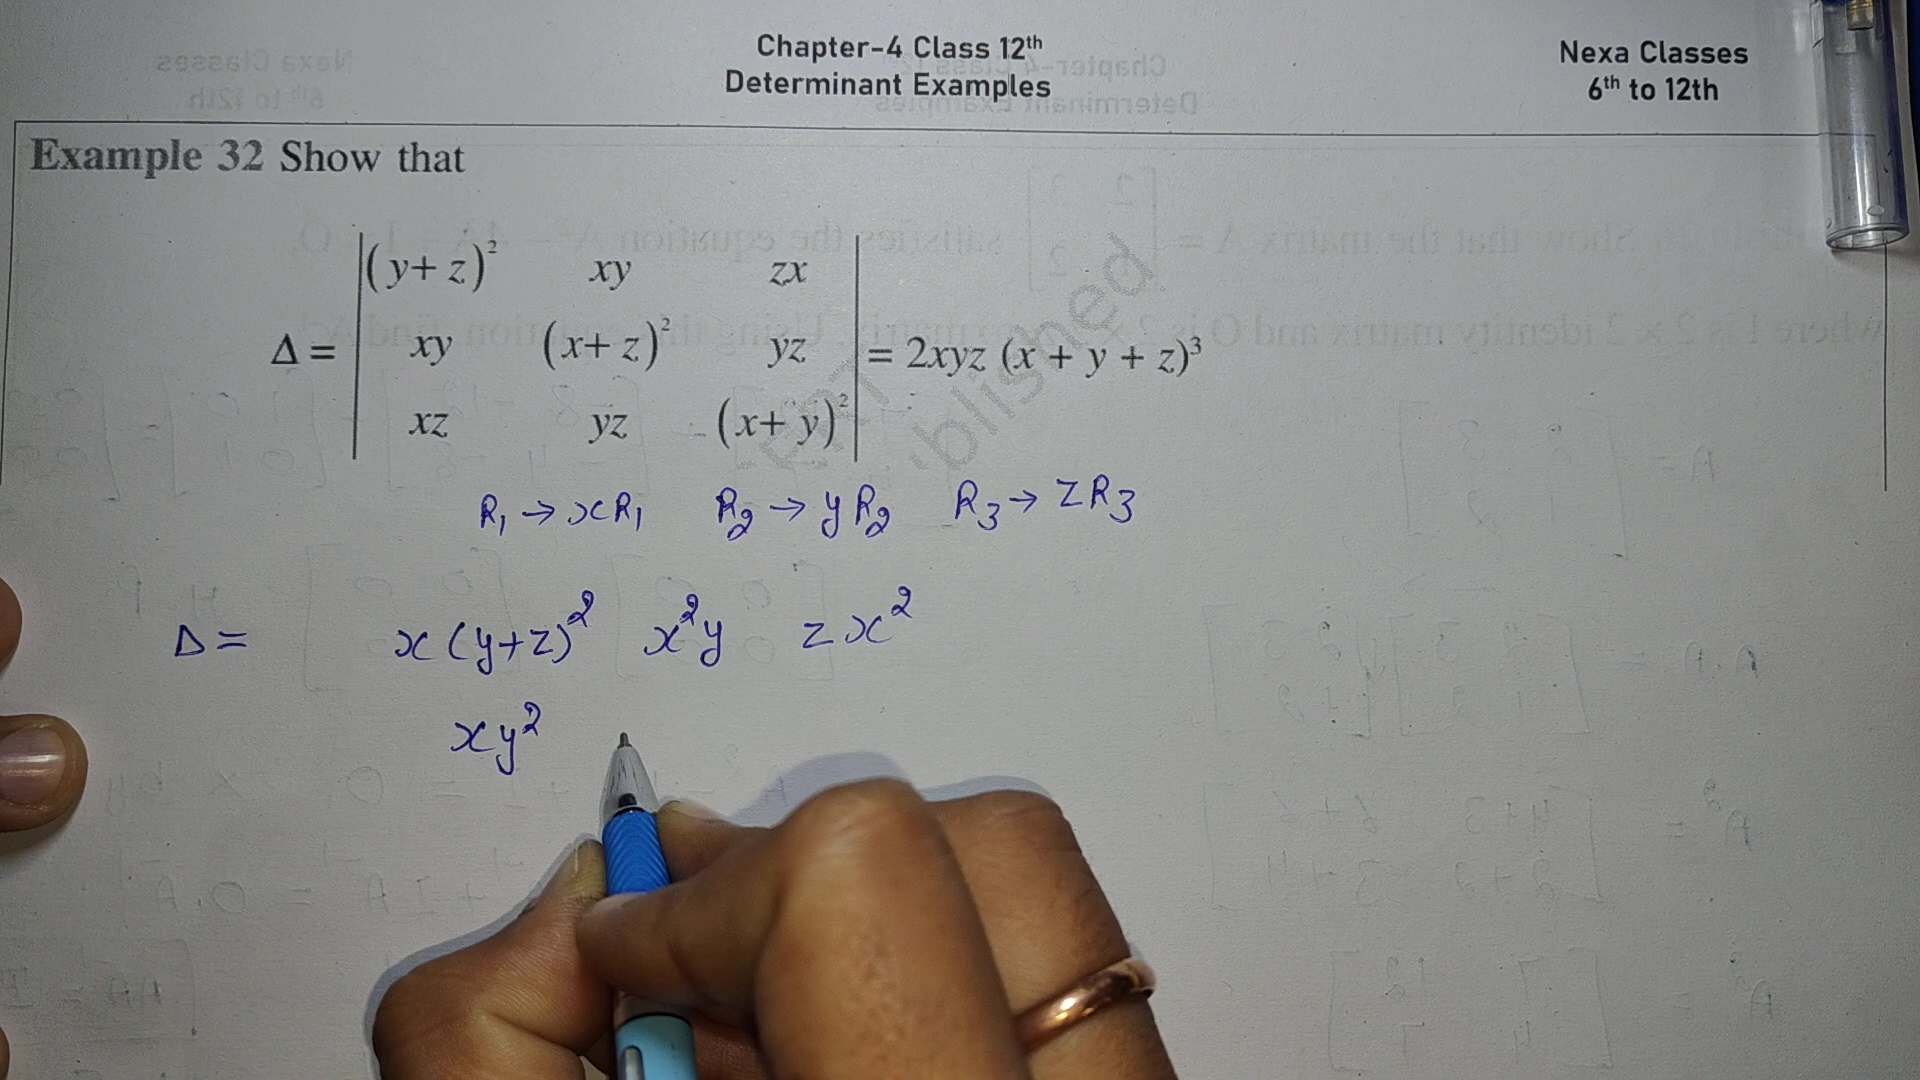 Chapter-4 Class 12th
Determinant Examples
Nexa Classes
6th to 12th
Example 32 Show that
(y+ z)² xy zx
Δ = xy (x+ z)² yz = 2xyz (x + y + z)³
xz yz (x+ y)²
R₁ → xR₁ R₂ → yR₂ R₃ → zR₃
Δ = x(y+z)² x²y zx²
xy²